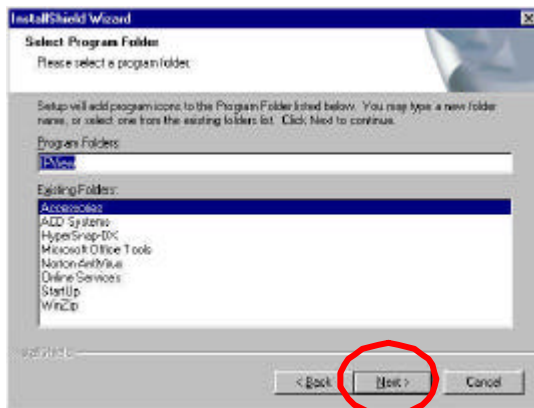 InstallShield Wizard
Select Program Folder
Please select a program folder.
Setup will add program icons to the Program Folder listed below. You may type a new folder
name, or select one from the existing folders list. Click Next to continue.
Program Folders:
IPView
Existing Folders:
Accessories
HyperSnap-DX
Microsoft Office Tools
Norton AntiVirus
Online Services
StartUp
WinZip
InstallShield
< Back
Next >
Cancel